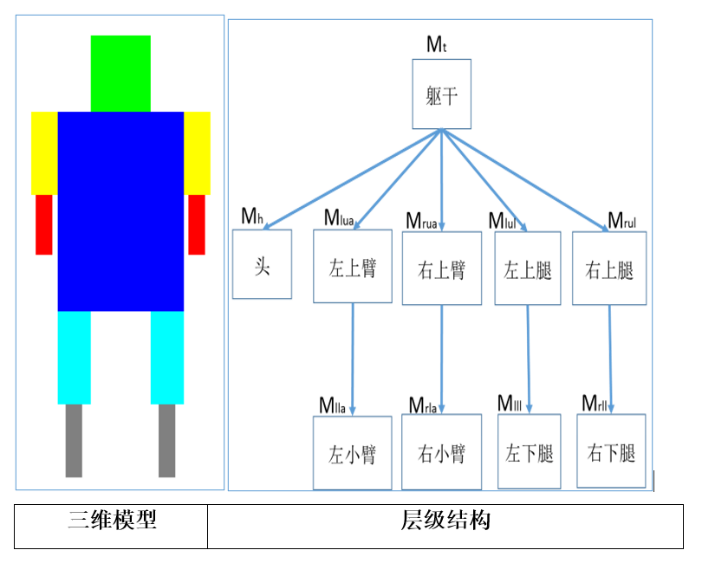 Mt
躯干
Mh
Mlua
Mrua
Mlul
Mrul
头
左上臂
右上臂
左上腿
右上腿
Mlla
Mrla
Mlll
Mrll
左小臂
右小臂
左下腿
右下腿
三维模型
层级结构